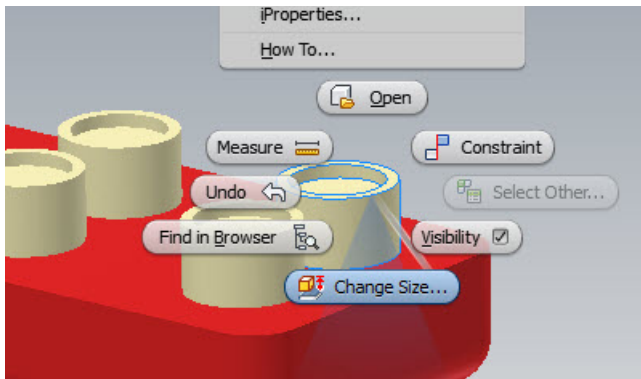 iProperties...
How To...
Open
Measure
Constraint
Undo
Select Other...
Find in Browser
Visibility
Change Size...